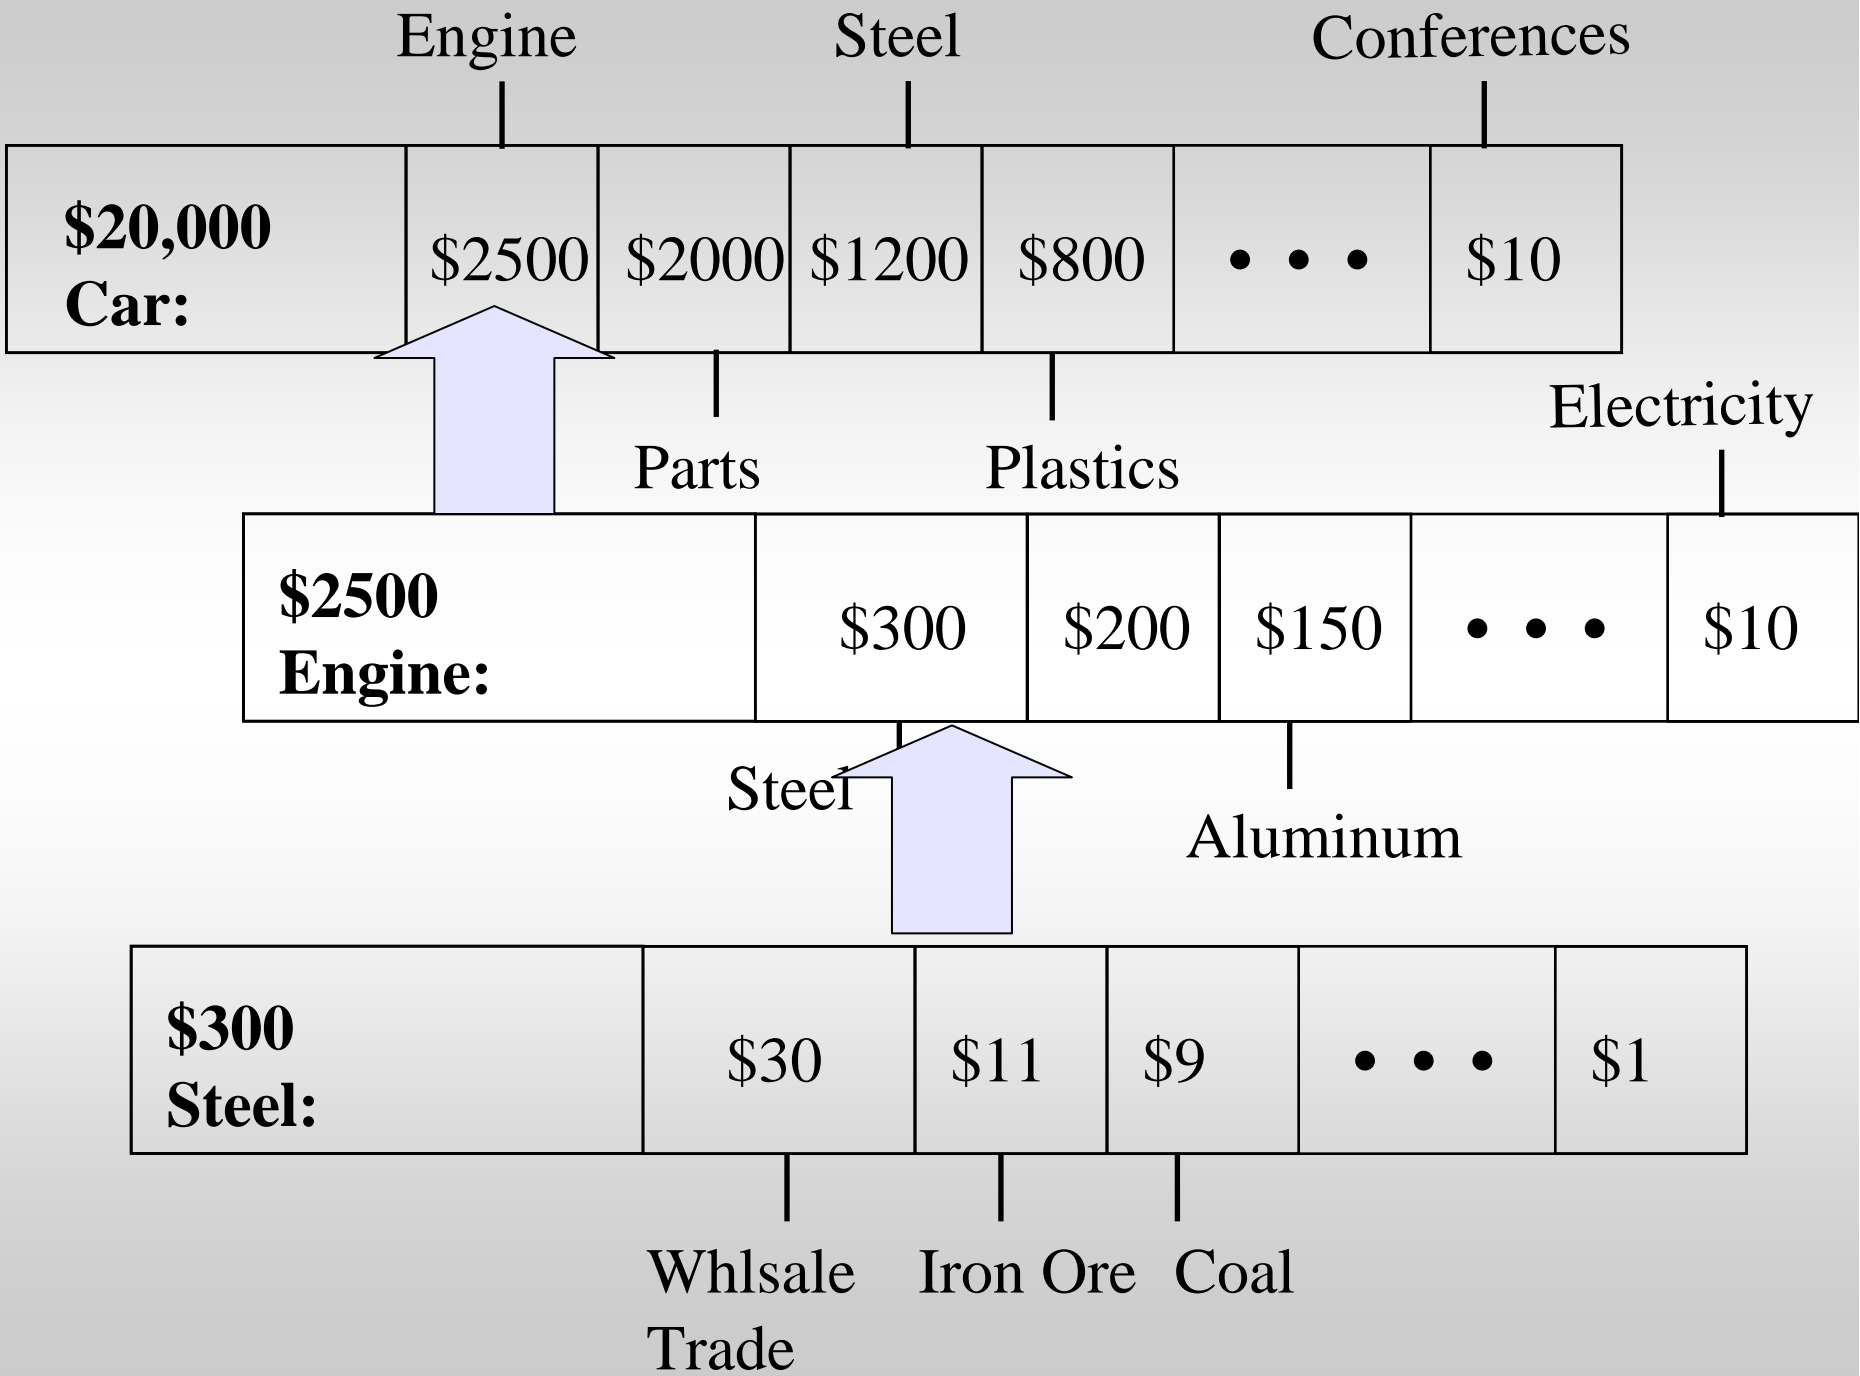 Engine Steel Conferences
$20,000
Car:
$2500 $2000 $1200 $800 • • • $10
Parts Plastics
Electricity
$2500
Engine:
$300 $200 $150 • • • $10
Steel
Aluminum
$300
Steel:
$30 $11 $9 • • • $1
Whlsale
Trade
Iron Ore Coal